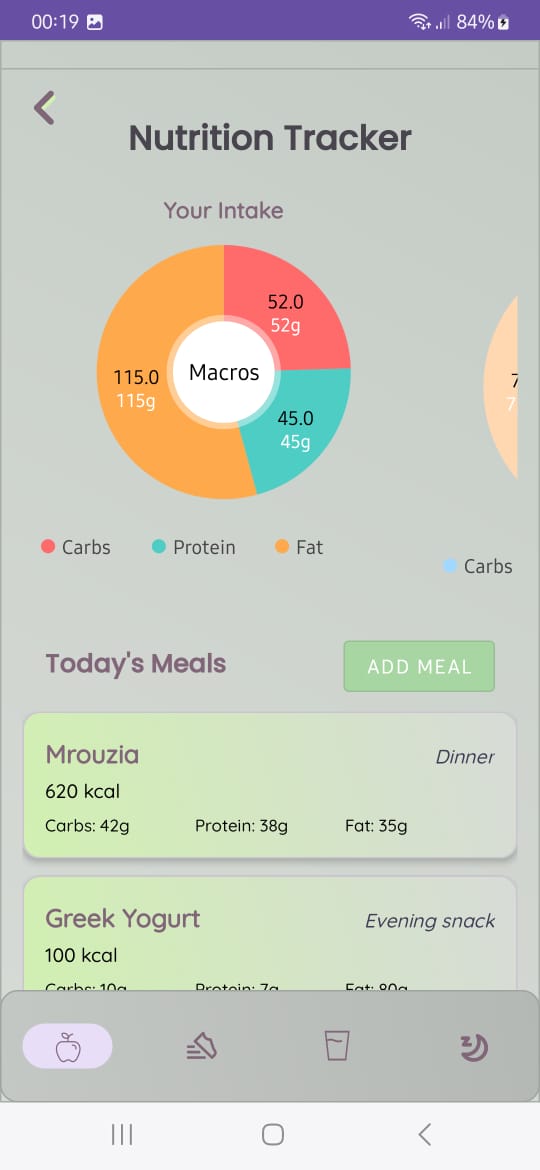 00:19
84%
Nutrition Tracker
Your Intake
52.0
52g
115.0
115g
Macros
45.0
45g
7
7
Carbs
Protein
Fat
Carbs
Today's Meals
ADD MEAL
Mrouzia
Dinner
620 kcal
Carbs: 42g
Protein: 38g
Fat: 35g
Greek Yogurt
Evening snack
100 kcal
Carbs: 10g
Protein: 7g
Fat: 80g